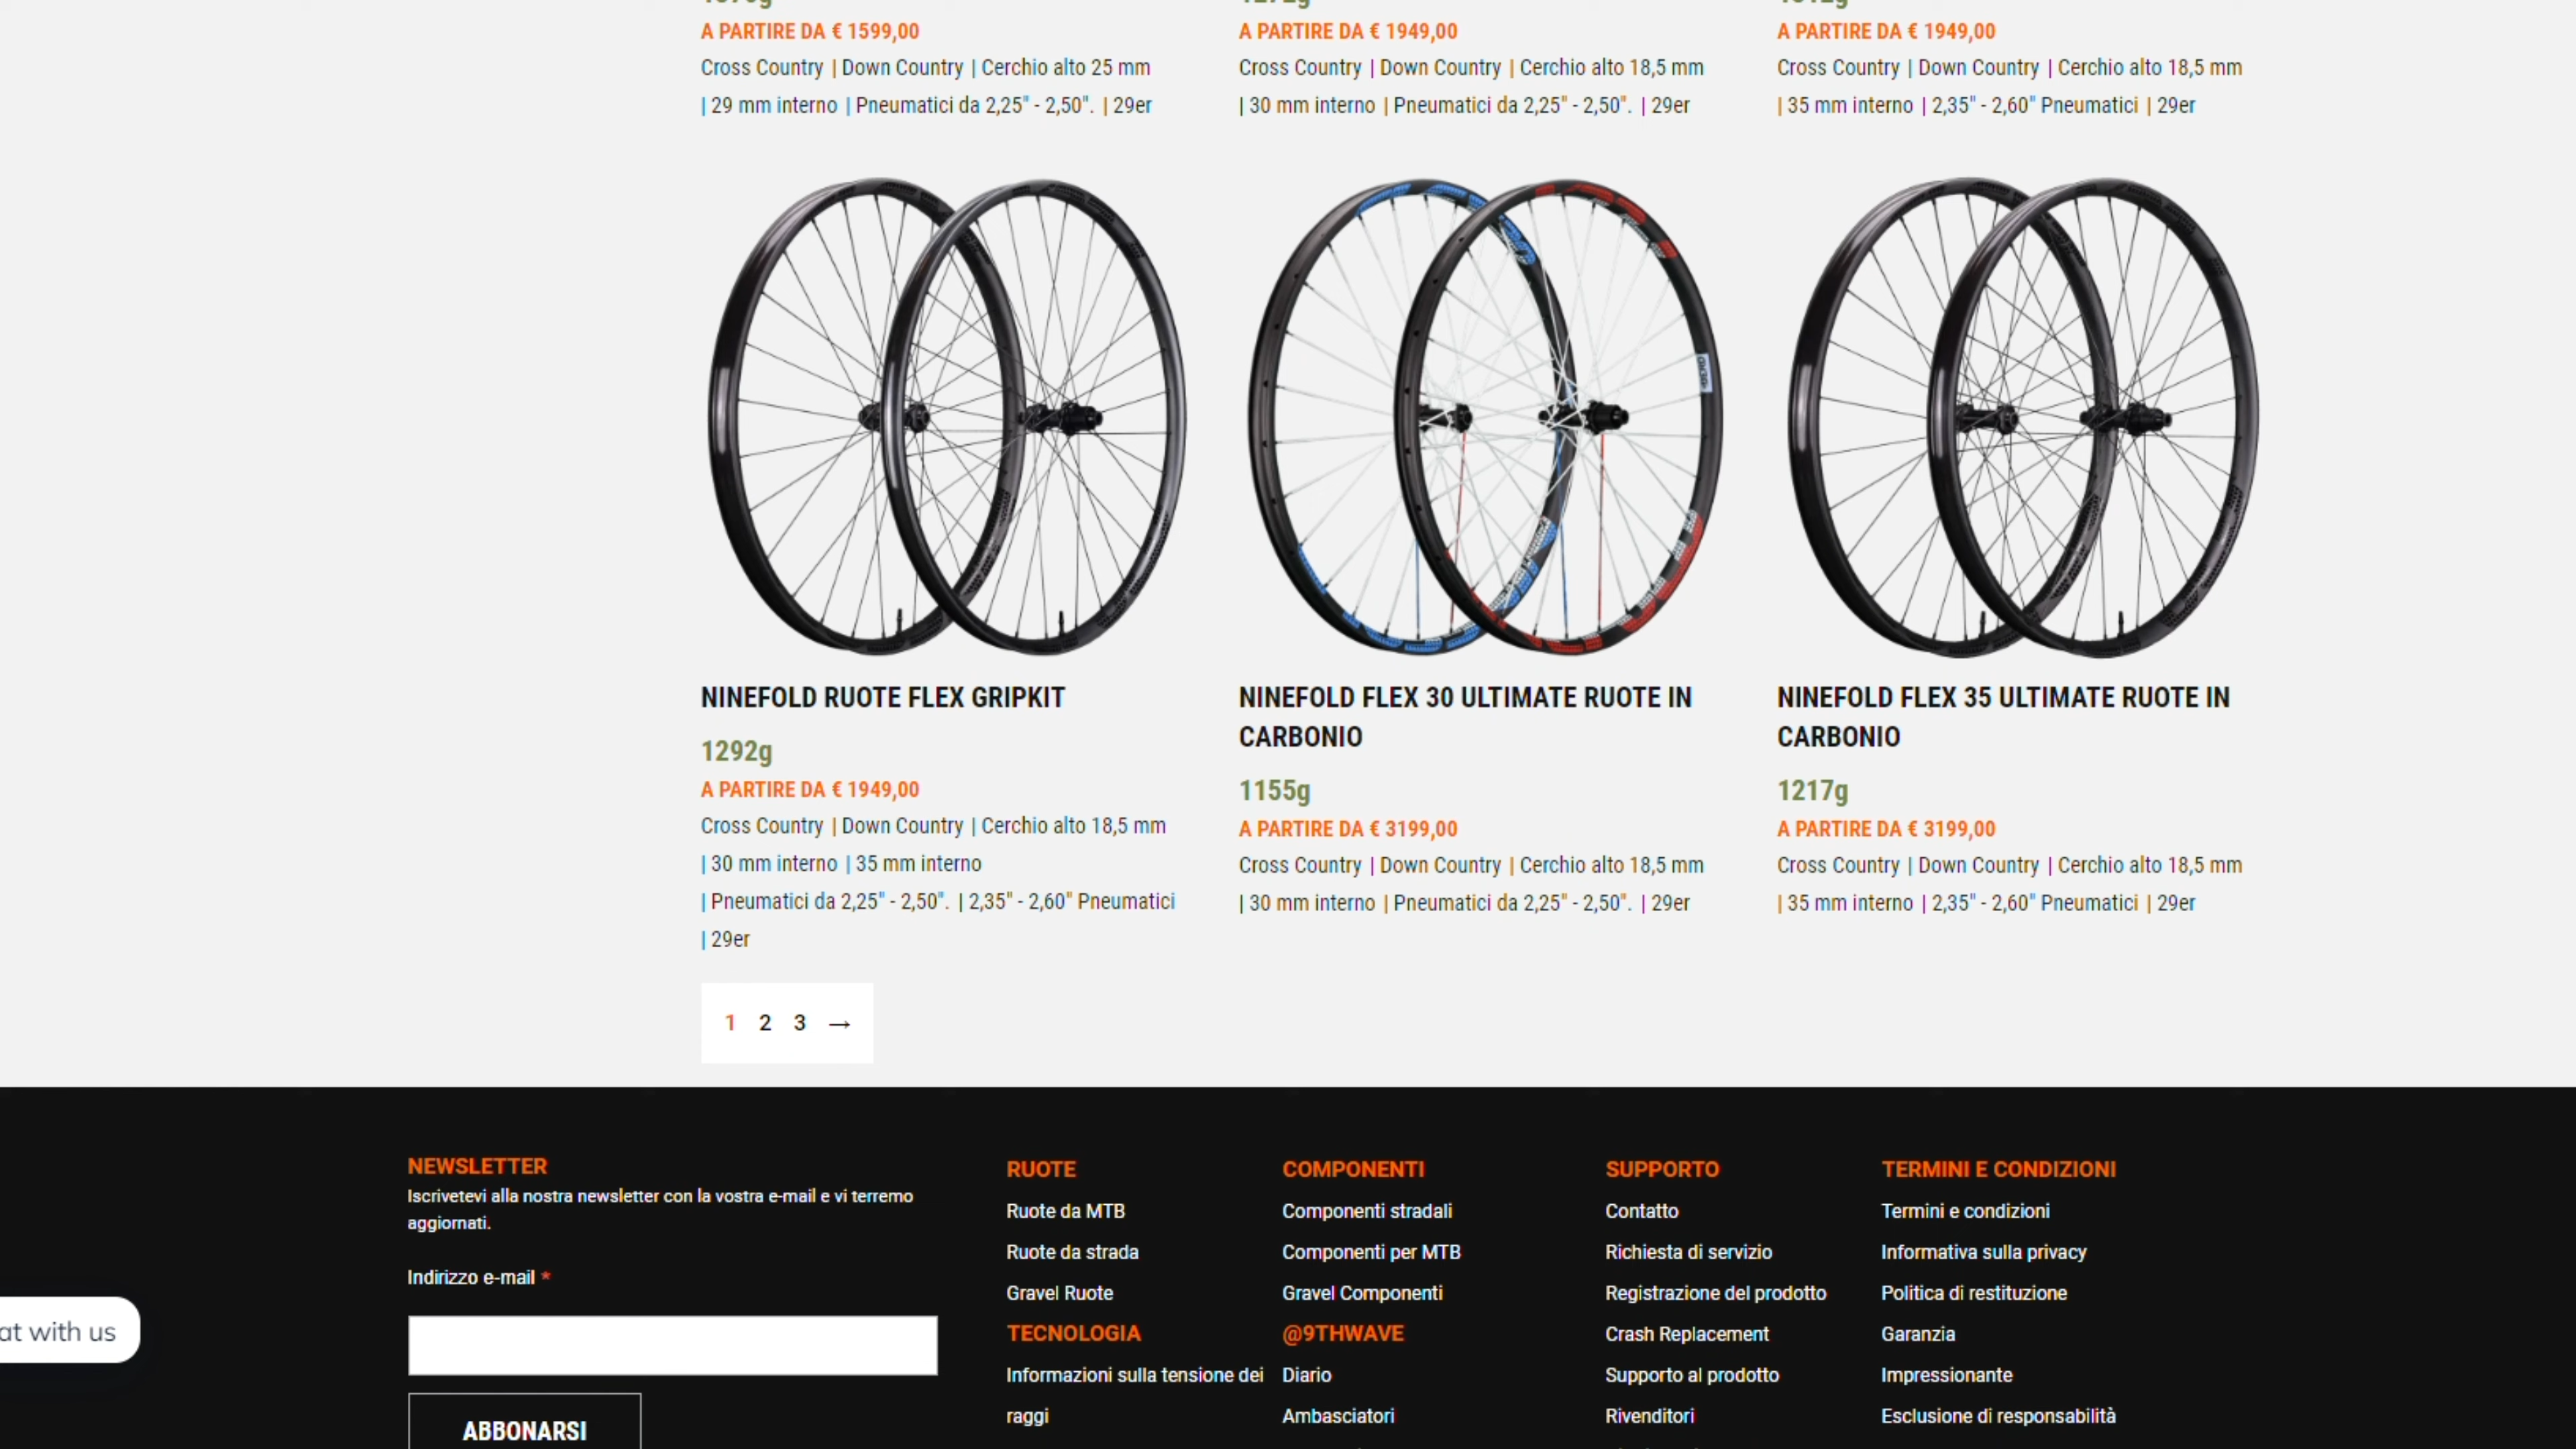 A PARTIRE DA € 1599,00
Cross Country | Down Country | Cerchio alto 25 mm
| 29 mm interno | Pneumatici da 2,25" - 2,50". | 29er
A PARTIRE DA € 1949,00
Cross Country | Down Country | Cerchio alto 18,5 mm
| 30 mm interno | Pneumatici da 2,25" - 2,50". | 29er
A PARTIRE DA € 1949,00
Cross Country | Down Country | Cerchio alto 18,5 mm
| 35 mm interno | 2,35" - 2,60" Pneumatici | 29er
NINEFOLD RUOTE FLEX GRIPKIT
1292g
A PARTIRE DA € 1949,00
Cross Country | Down Country | Cerchio alto 18,5 mm
| 30 mm interno | 35 mm interno
| Pneumatici da 2,25" - 2,50". | 2,35" - 2,60" Pneumatici
| 29er
NINEFOLD FLEX 30 ULTIMATE RUOTE IN
CARBONIO
1155g
A PARTIRE DA € 3199,00
Cross Country | Down Country | Cerchio alto 18,5 mm
| 30 mm interno | Pneumatici da 2,25" - 2,50". | 29er
NINEFOLD FLEX 35 ULTIMATE RUOTE IN
CARBONIO
1217g
A PARTIRE DA € 3199,00
Cross Country | Down Country | Cerchio alto 18,5 mm
| 35 mm interno | 2,35" - 2,60" Pneumatici | 29er
1 2 3 →
NEWSLETTER
Iscrivetevi alla nostra newsletter con la vostra e-mail e vi terremo
aggiornati.
Indirizzo e-mail *
ABBONARSI
at with us
RUOTE
Ruote da MTB
Ruote da strada
Gravel Ruote
TECNOLOGIA
Informazioni sulla tensione dei
raggi
COMPONENTI
Componenti stradali
Componenti per MTB
Gravel Componenti
@9THWAVE
Diario
Ambasciatori
SUPPORTO
Contatto
Richiesta di servizio
Registrazione del prodotto
Crash Replacement
Supporto al prodotto
Rivenditori
TERMINI E CONDIZIONI
Termini e condizioni
Informativa sulla privacy
Politica di restituzione
Garanzia
Impressionante
Esclusione di responsabilità